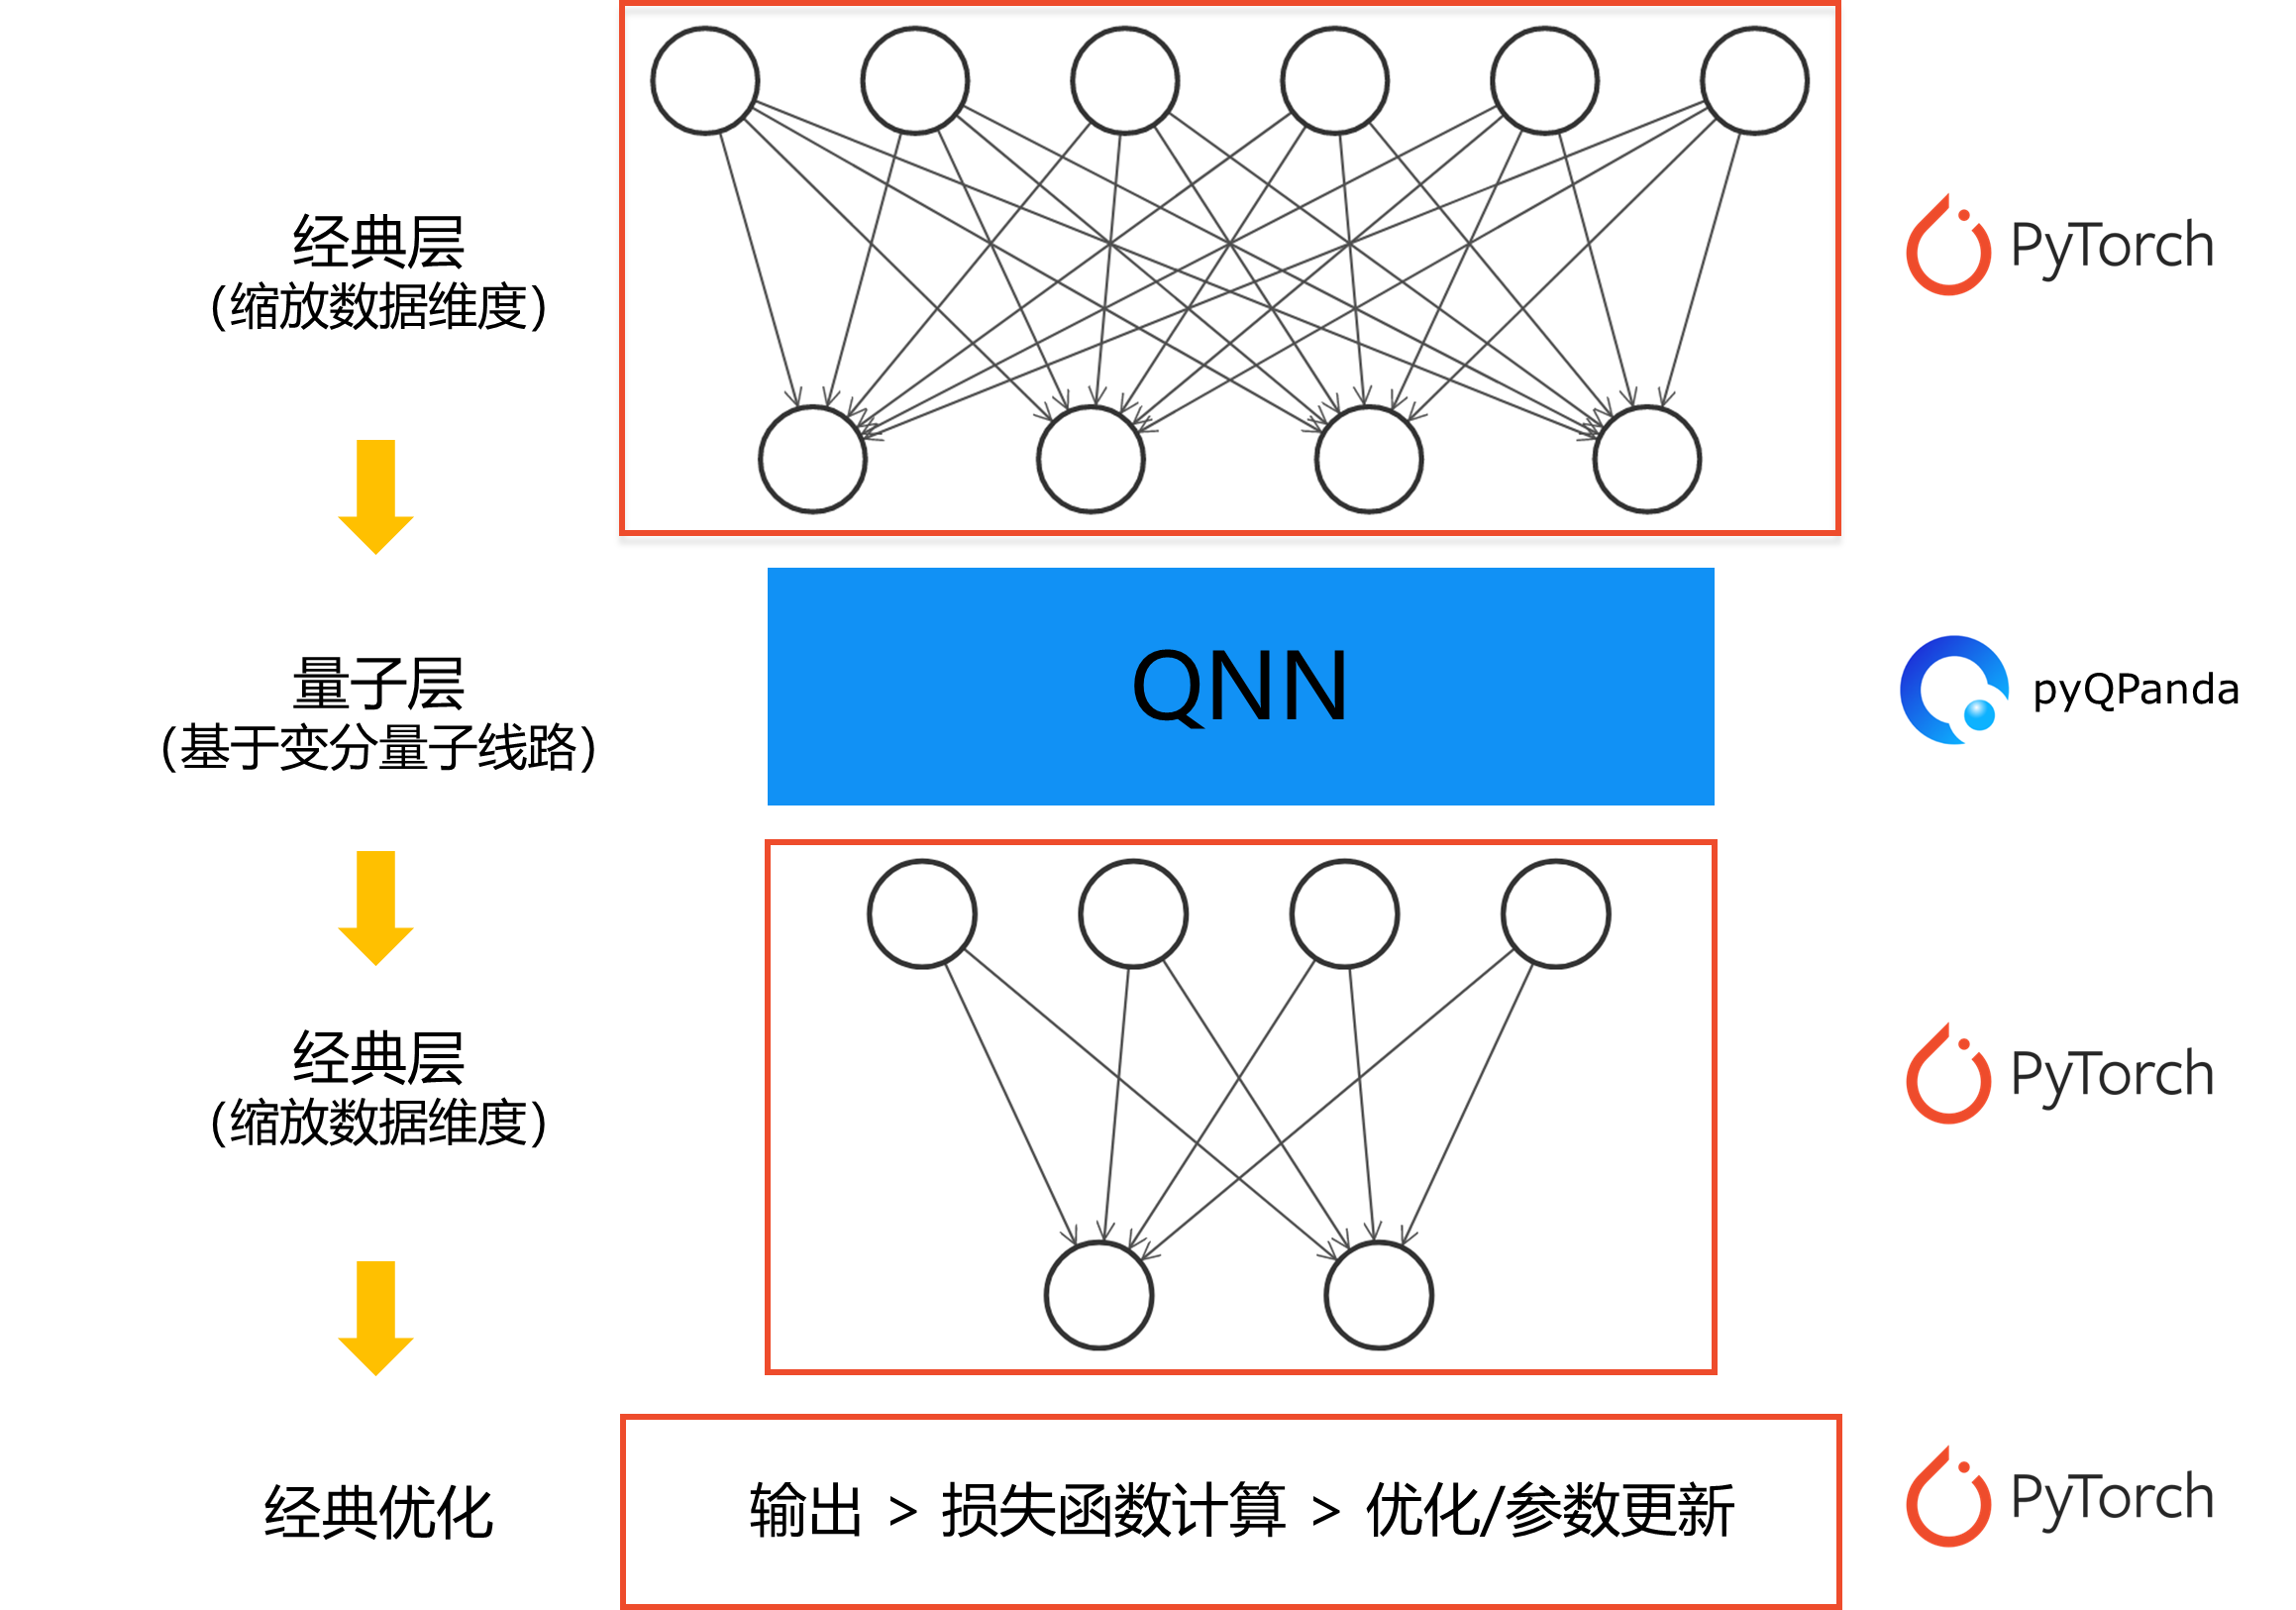 经典层
（缩放数据维度）
PyTorch
量子层
（基于变分量子线路）
QNN
pyQPanda
经典层
（缩放数据维度）
PyTorch
经典优化
输出 > 损失函数计算 > 优化/参数更新
PyTorch